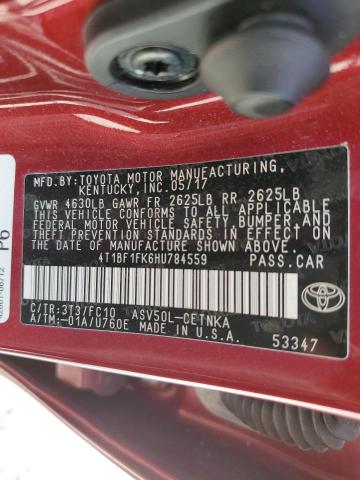 MFD.BY:TOYOTA MOTOR MANUFACTURING,
KENTUCKY, INC.05/17
GVWR 4630LB GAWR FR 2625LB RR 2625LB
THIS VEHICLE CONFORMS TO ALL APPLICABLE
FEDERAL MOTOR VEHICLE SAFETY, BUMPER AND
THEFT PREVENTION STANDARDS IN EFFECT ON
THE DATE OF MANUFACTURE SHOWN ABOVE.
4T1BF1FK6HU784559 PASS.CAR
C/TR:3T3/FC10 ASV50L-CETNKA
A/TM:-01A/U760E MADE IN U.S.A.
TOYOTA
53347
P6